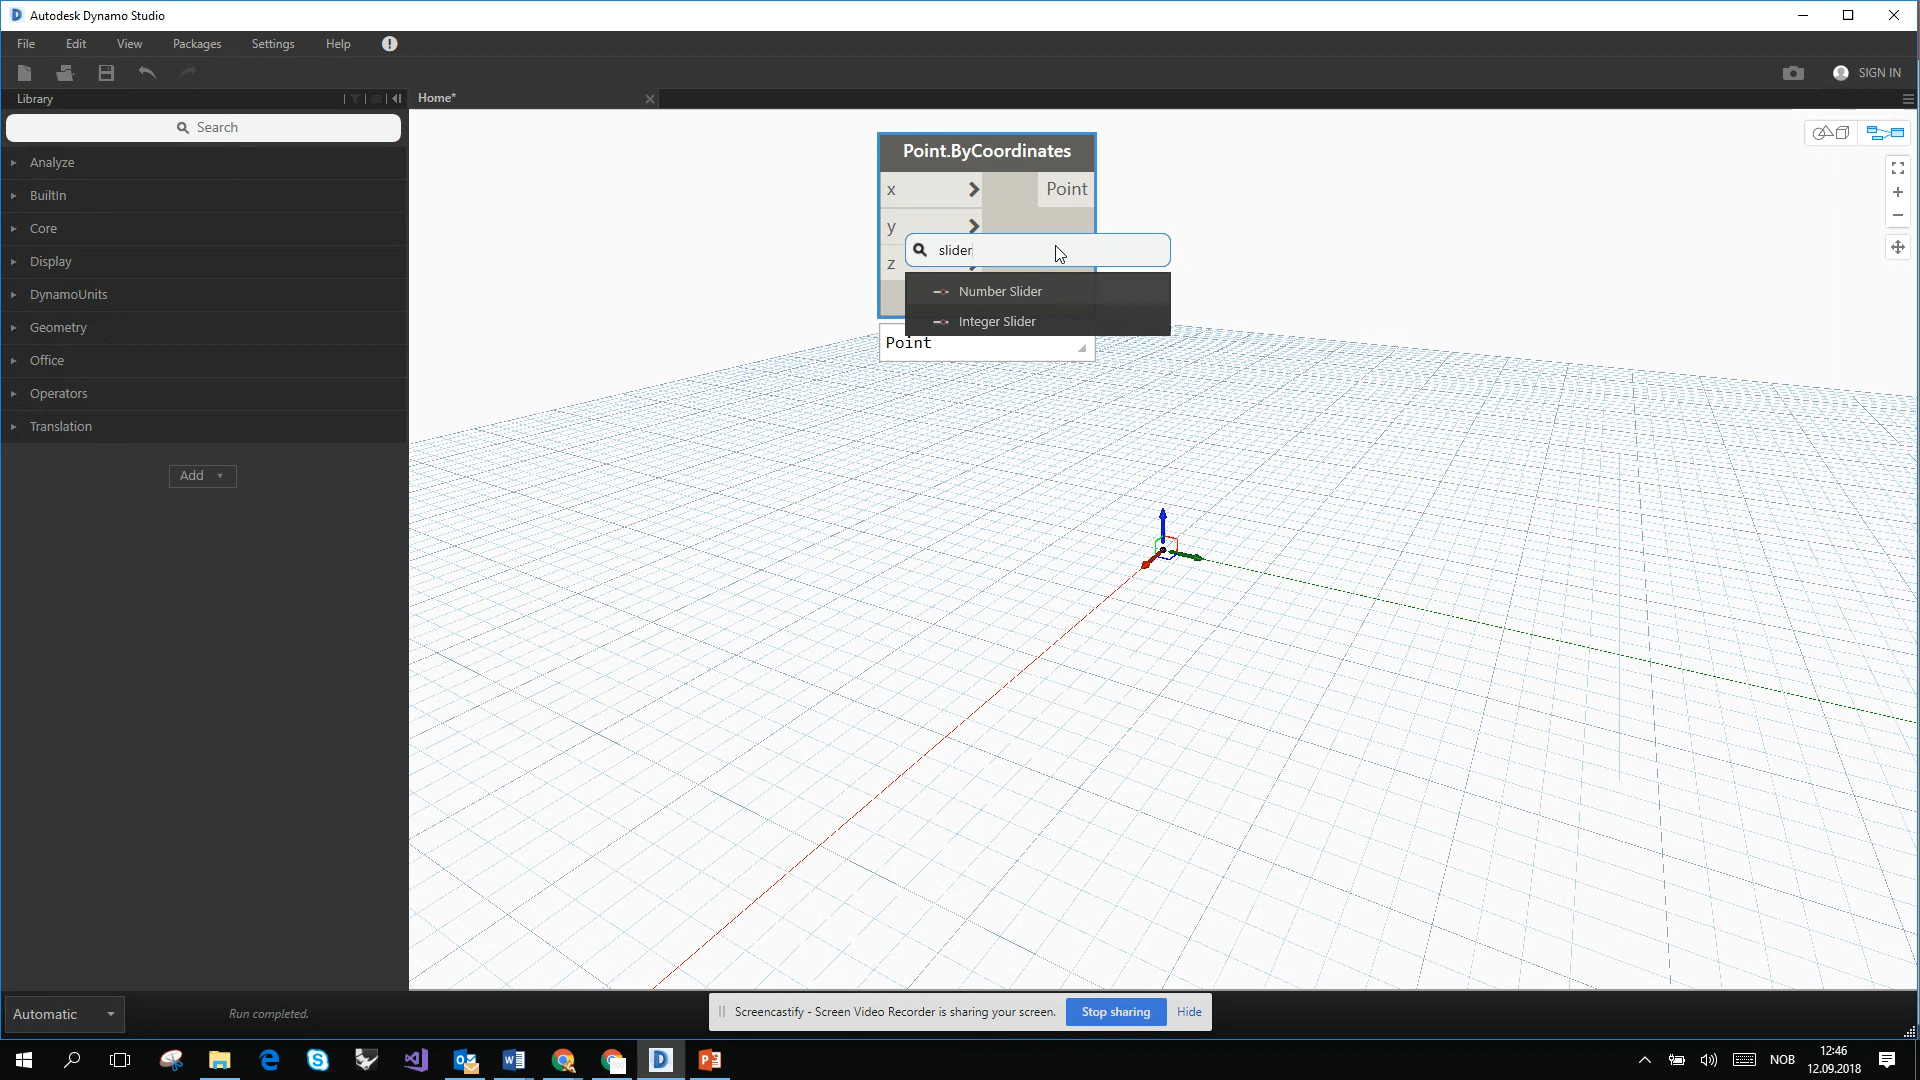 Autodesk Dynamo Studio
File Edit View Packages Settings Help
SIGN IN
Library
Home*
Search
Analyze
BuiltIn
Core
Display
DynamoUnits
Geometry
Office
Operators
Translation
Add
Point.ByCoordinates
x Point
y
z
slider
Number Slider
Integer Slider
Point
Automatic
Run completed.
Screencastify - Screen Video Recorder is sharing your screen. Stop sharing Hide
NOB
12:46
12.09.2018